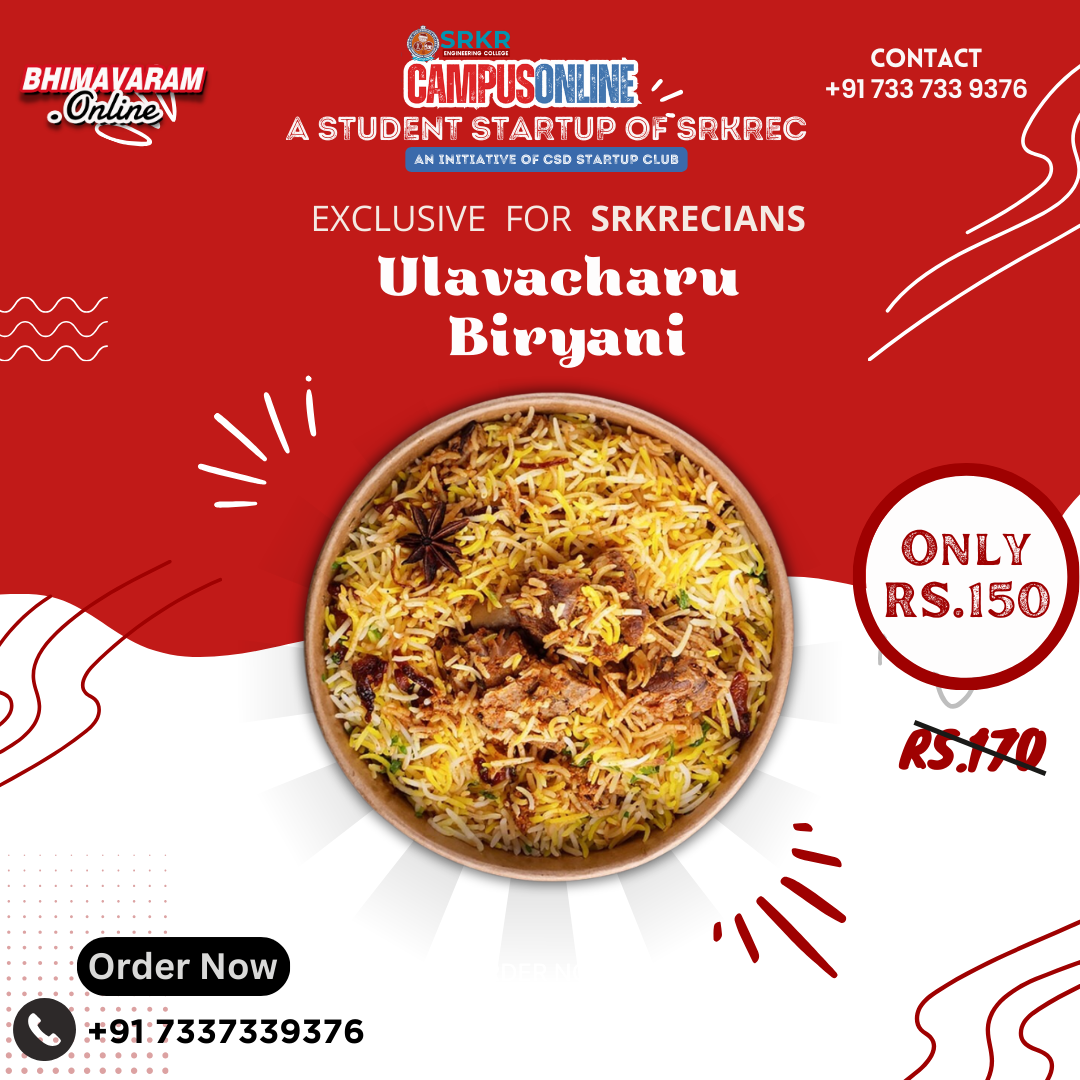 BHIMAVARAM
.Online
SRKR
ENGINEERING COLLEGE
CAMPUSONLINE
A STUDENT STARTUP OF SRKREC
AN INITIATIVE OF CSD STARTUP CLUB
CONTACT
+91 733 733 9376
EXCLUSIVE FOR SRKRECIANS
Ulavacharu
Biryani
ONLY
RS.150
RS.170
Order Now
+91 7337339376